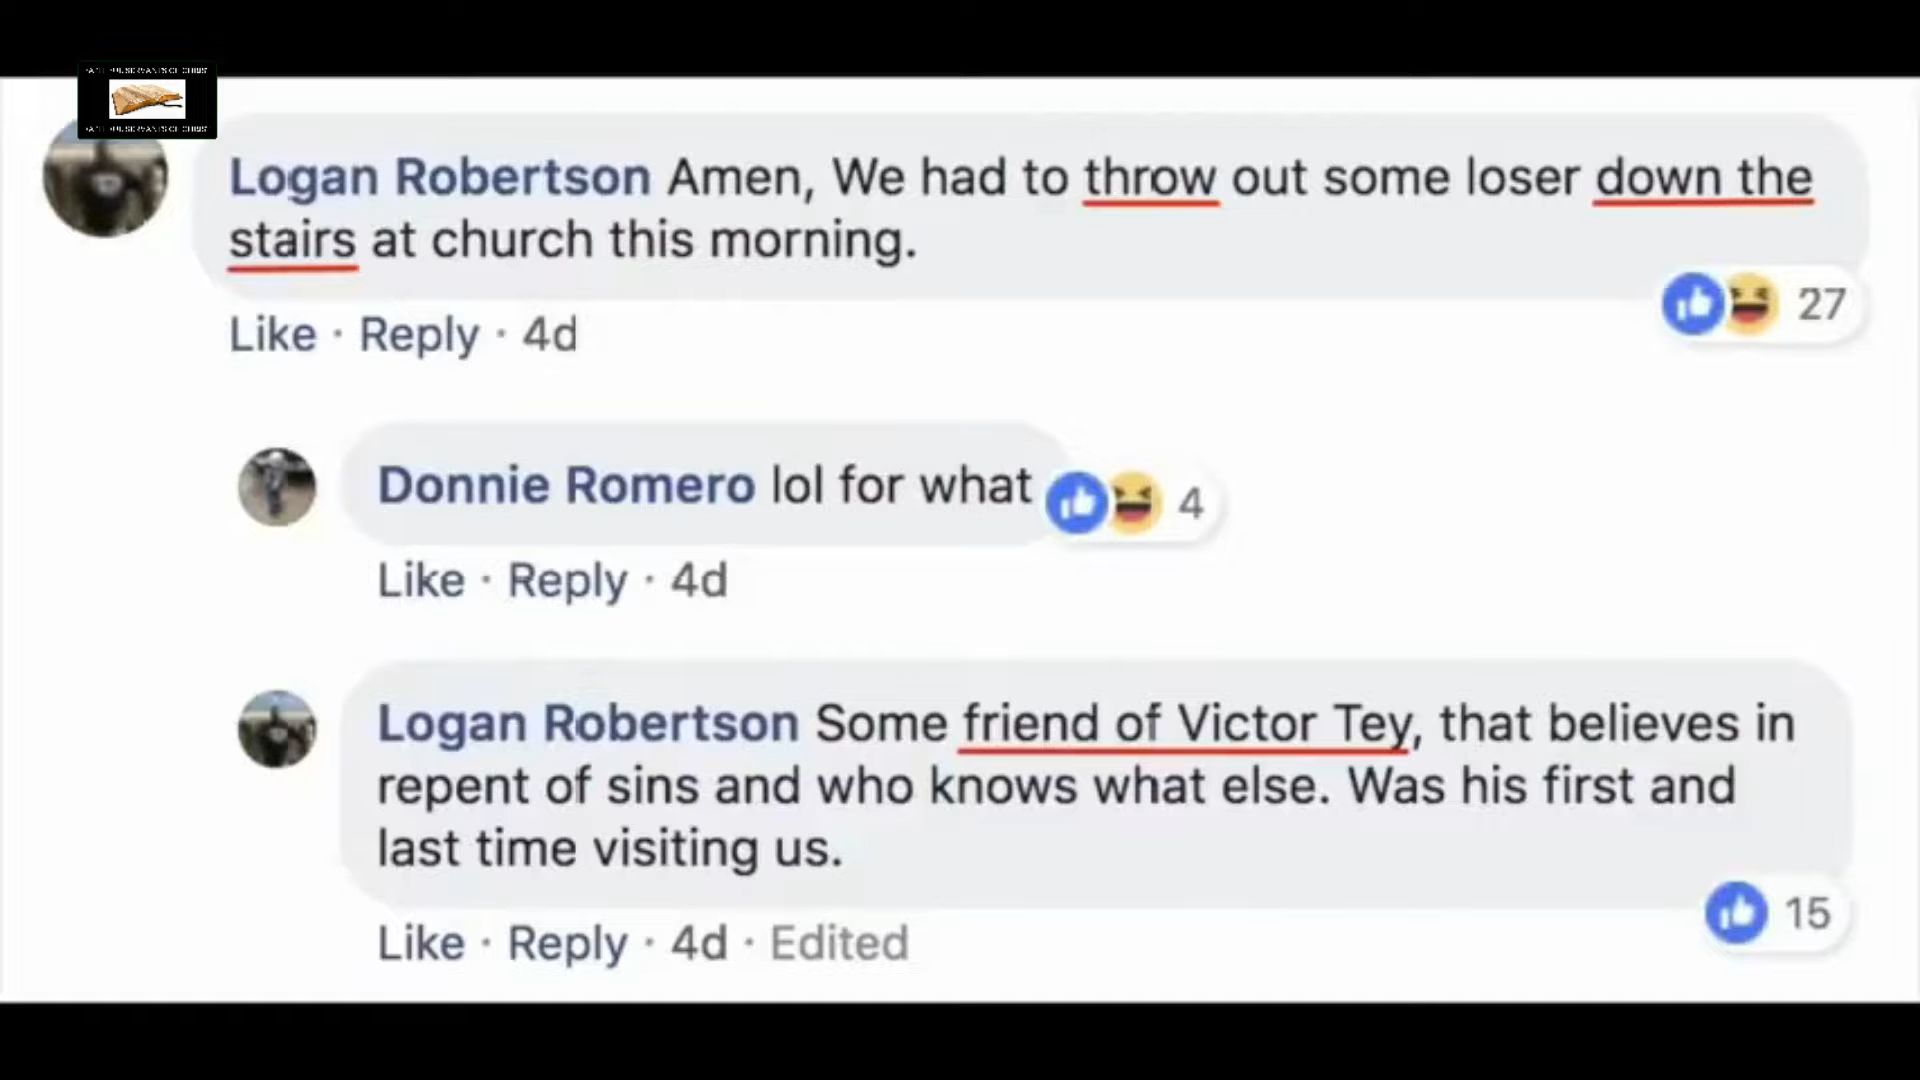 Logan Robertson Amen, We had to throw out some loser down the
stairs at church this morning.
27
Like · Reply · 4d
Donnie Romero lol for what
4
Like · Reply · 4d
Logan Robertson Some friend of Victor Tey, that believes in
repent of sins and who knows what else. Was his first and
last time visiting us.
15
Like · Reply · 4d · Edited